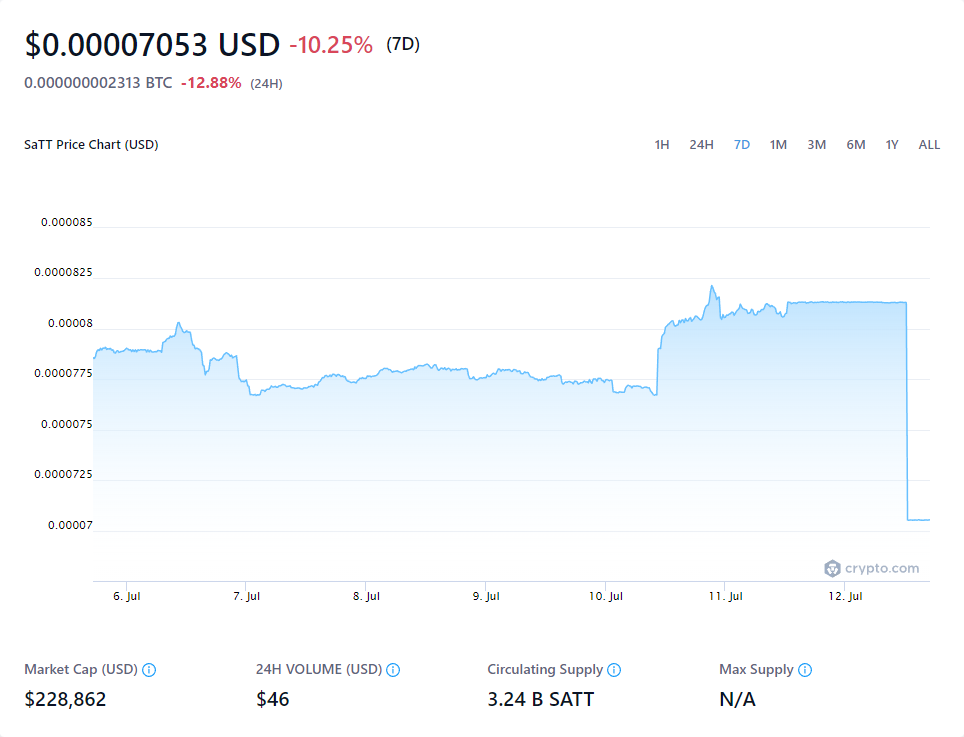 $0.00007053 USD -10.25% (7D)
0.000000002313 BTC -12.88% (24H)
SaTT Price Chart (USD) 1H 24H 7D 1M 3M 6M 1Y ALL
0.000085
0.0000825
0.00008
0.0000775
0.000075
0.0000725
0.00007
crypto.com
6. Jul 7. Jul 8. Jul 9. Jul 10. Jul 11. Jul 12. Jul
Market Cap (USD) 24H VOLUME (USD) Circulating Supply Max Supply
$228,862 $46 3.24 B SATT N/A